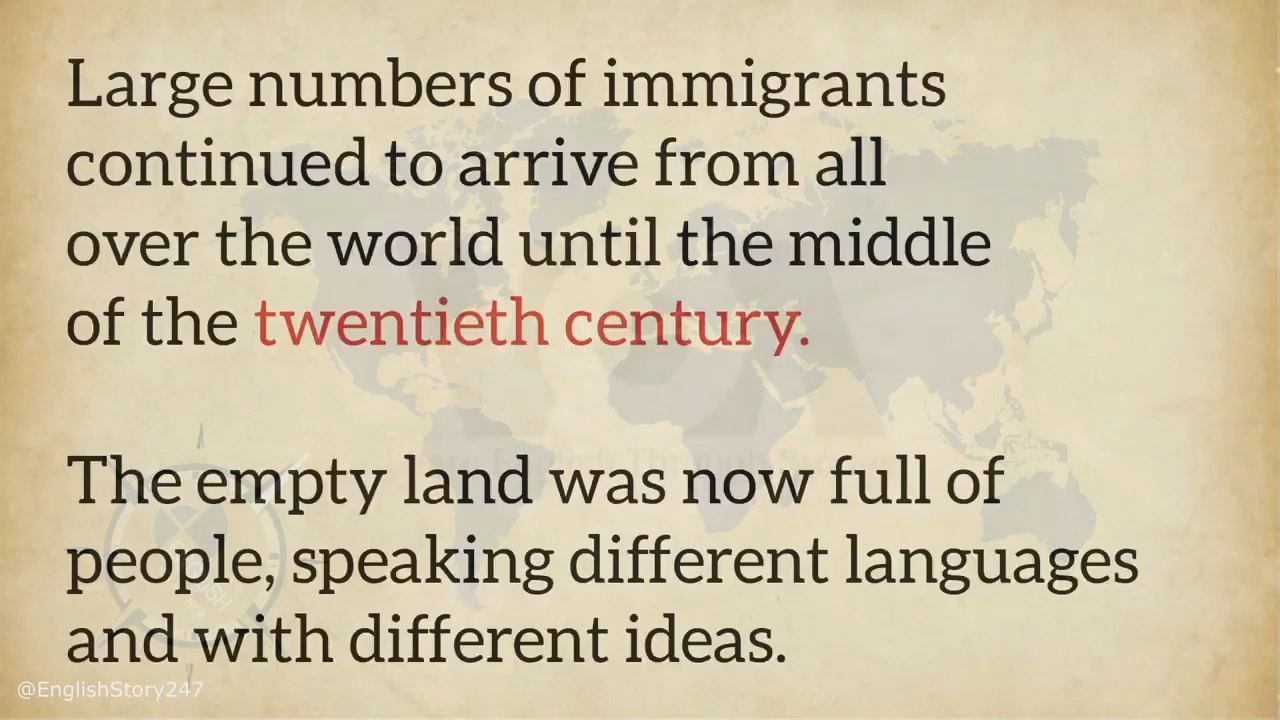 Large numbers of immigrants
continued to arrive from all
over the world until the middle
of the twentieth century.
The empty land was now full of
people, speaking different languages
and with different ideas.
@EnglishStory247